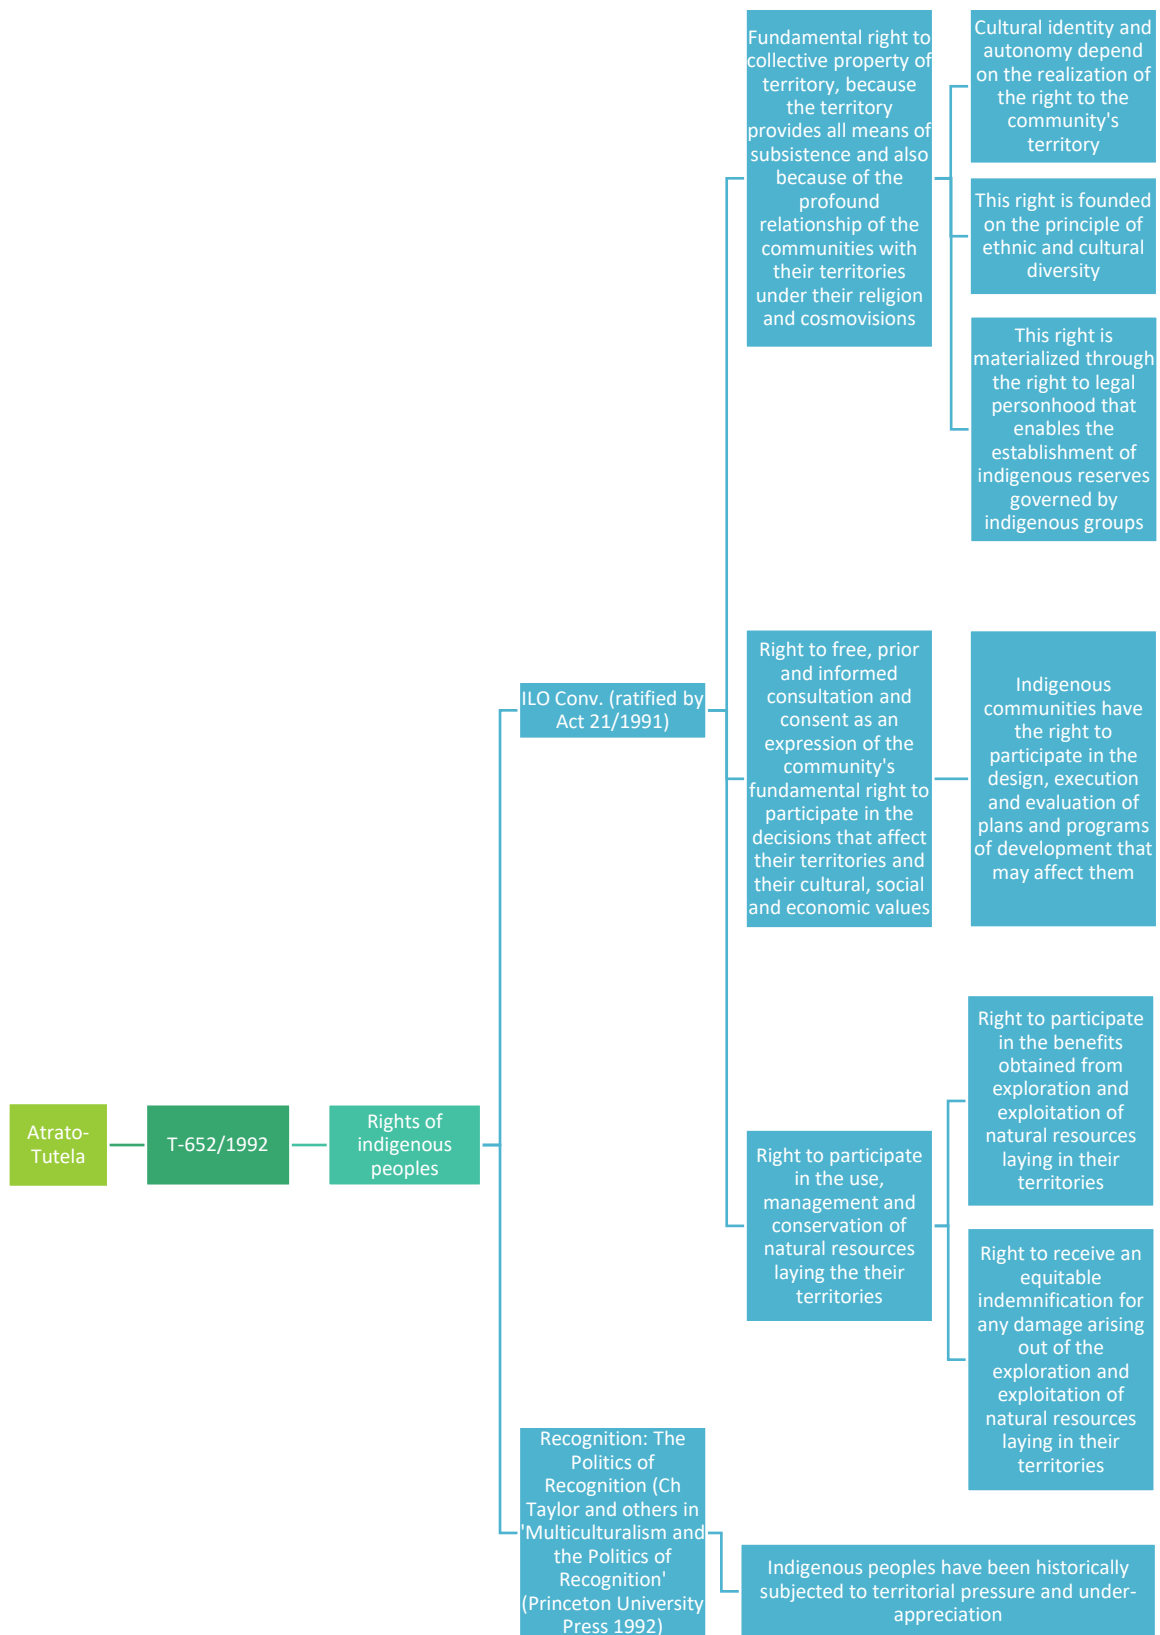 Atrato-
Tutela
T-652/1992
Rights of
indigenous
peoples
ILO Conv. (ratified by
Act 21/1991)
Fundamental right to
collective property of
territory, because
the territory
provides all means of
subsistence and also
because of the
profound
relationship of the
communities with
their territories
under their religion
and cosmovisions
Cultural identity and
autonomy depend
on the realization of
the right to the
community's
territory
This right is founded
on the principle of
ethnic and cultural
diversity
This right is
materialized through
the right to legal
personhood that
enables the
establishment of
indigenous reserves
governed by
indigenous groups
Right to free, prior
and informed
consultation and
consent as an
expression of the
community's
fundamental right to
participate in the
decisions that affect
their territories and
their cultural, social
and economic values
Indigenous
communities have
the right to
participate in the
design, execution
and evaluation of
plans and programs
of development that
may affect them
Right to participate
in the use,
management and
conservation of
natural resources
laying the their
territories
Right to participate
in the benefits
obtained from
exploration and
exploitation of
natural resources
laying in their
territories
Right to receive an
equitable
indemnification for
any damage arising
out of the
exploration and
exploitation of
natural resources
laying in their
territories
Recognition: The
Politics of
Recognition (Ch
Taylor and others in
'Multiculturalism and
the Politics of
Recognition'
(Princeton University
Press 1992)
Indigenous peoples have been historically
subjected to territorial pressure and under-
appreciation